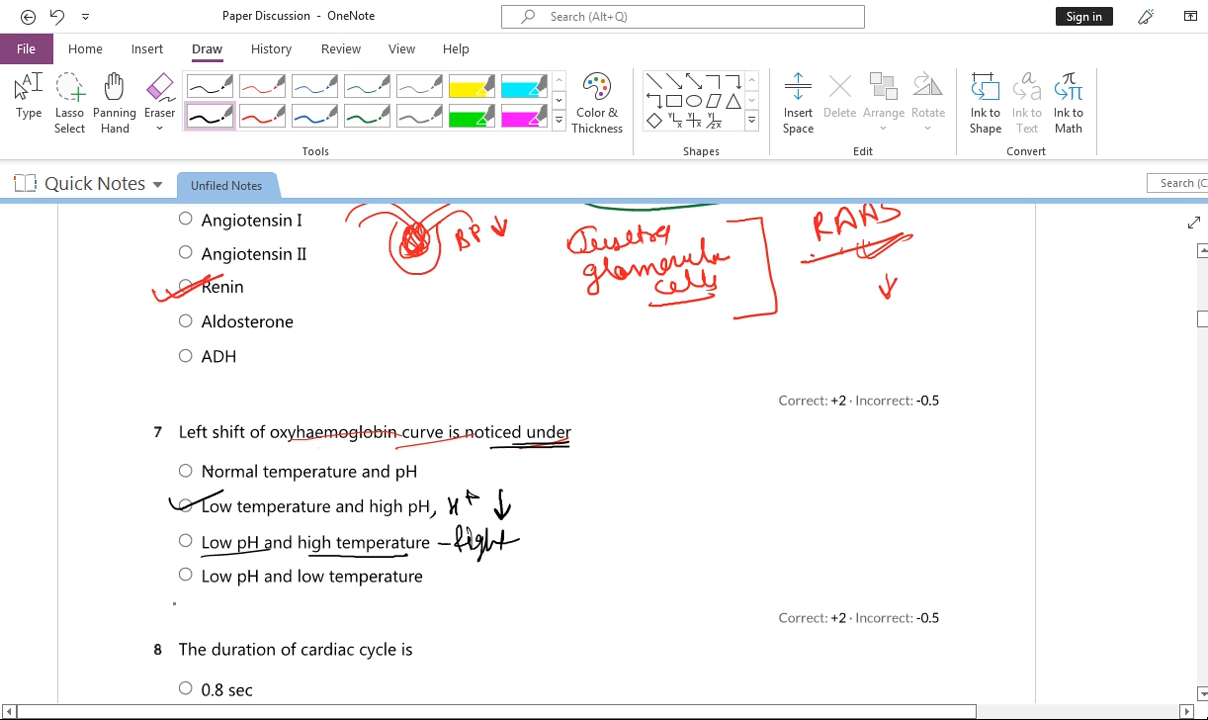 Paper Discussion - OneNote
Search (Alt+Q)
Sign in
File Home Insert Draw History Review View Help
Type
Lasso Select
Panning Hand
Eraser
Color & Thickness
Insert Space
Delete
Arrange
Rotate
Ink to Shape
Ink to Text
Ink to Math
Tools
Shapes
Edit
Convert
Quick Notes
Unfiled Notes
Search (C
Angiotensin I
BP ↓
glomerular
cells
RAAS
↓
Angiotensin II
Renin
Aldosterone
ADH
Correct: +2 · Incorrect: -0.5
7 Left shift of oxyhaemoglobin curve is noticed under
Normal temperature and pH
Low temperature and high pH, H+ ↓
Low pH and high temperature – Right
Low pH and low temperature
Correct: +2 · Incorrect: -0.5
8 The duration of cardiac cycle is
0.8 sec